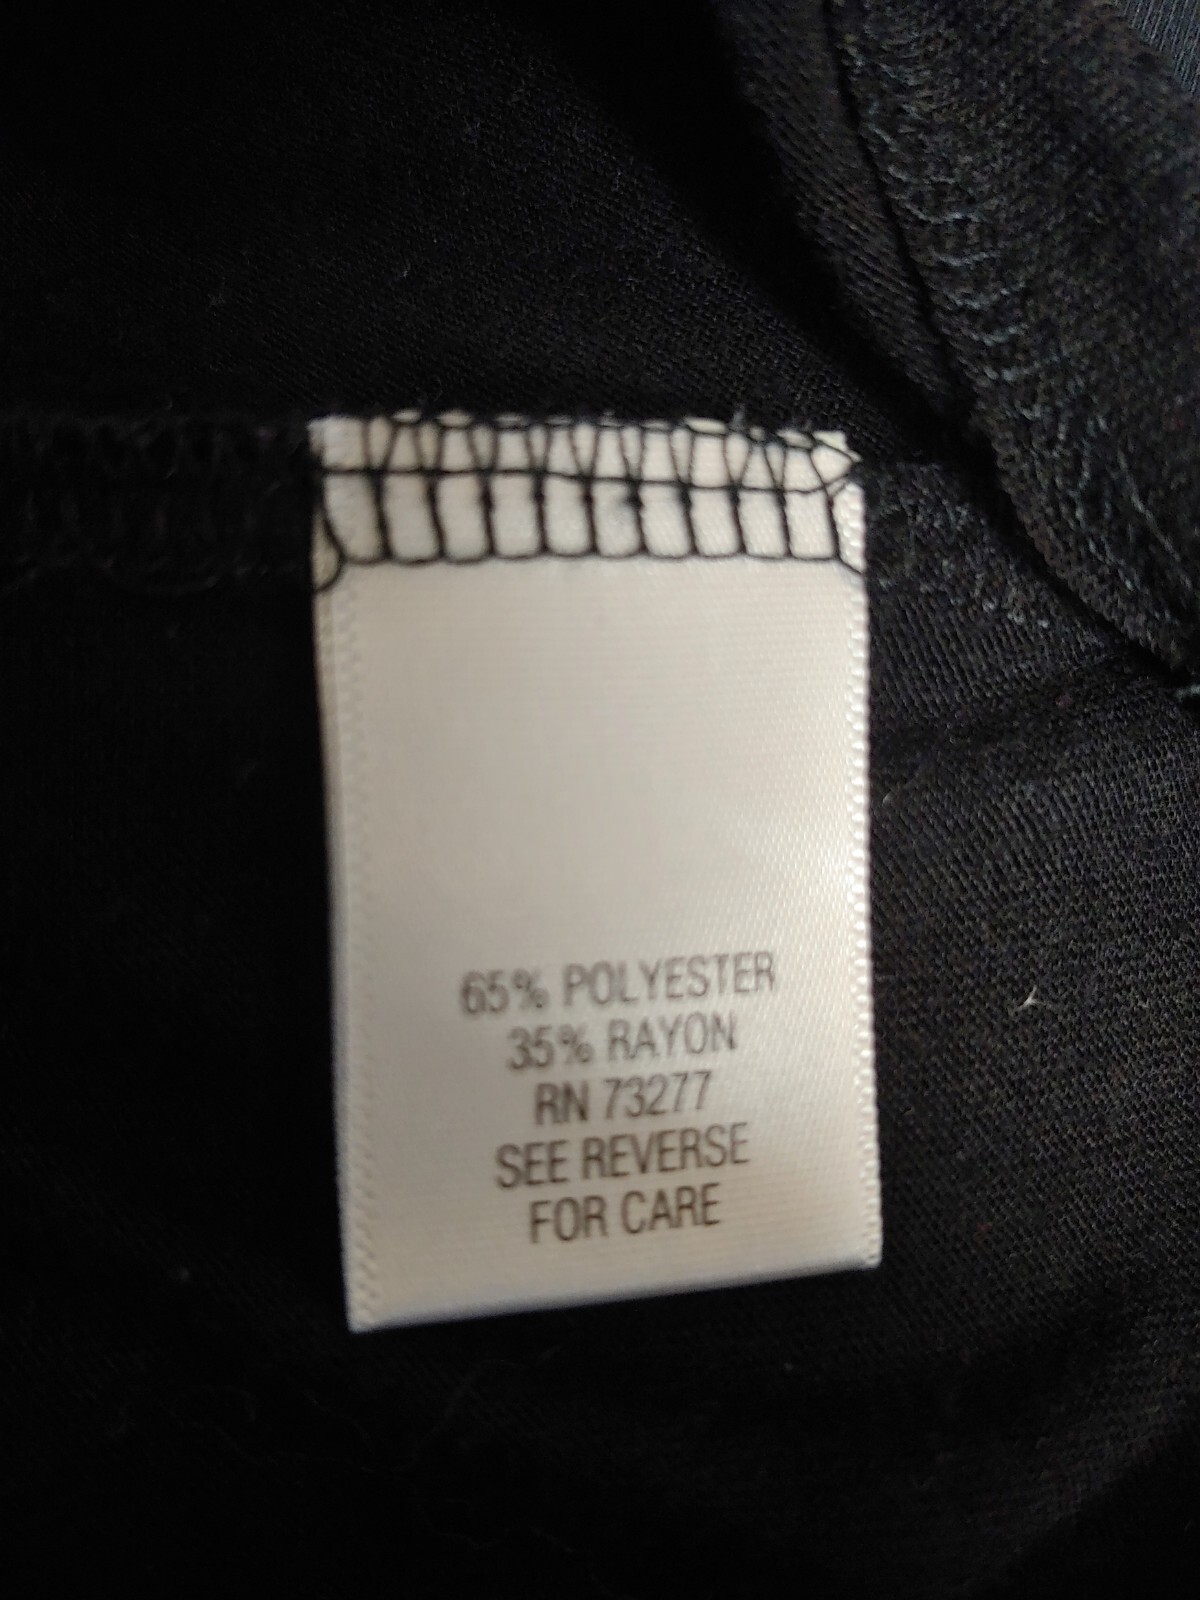 65% POLYESTER
35% RAYON
RN 73277
SEE REVERSE
FOR CARE